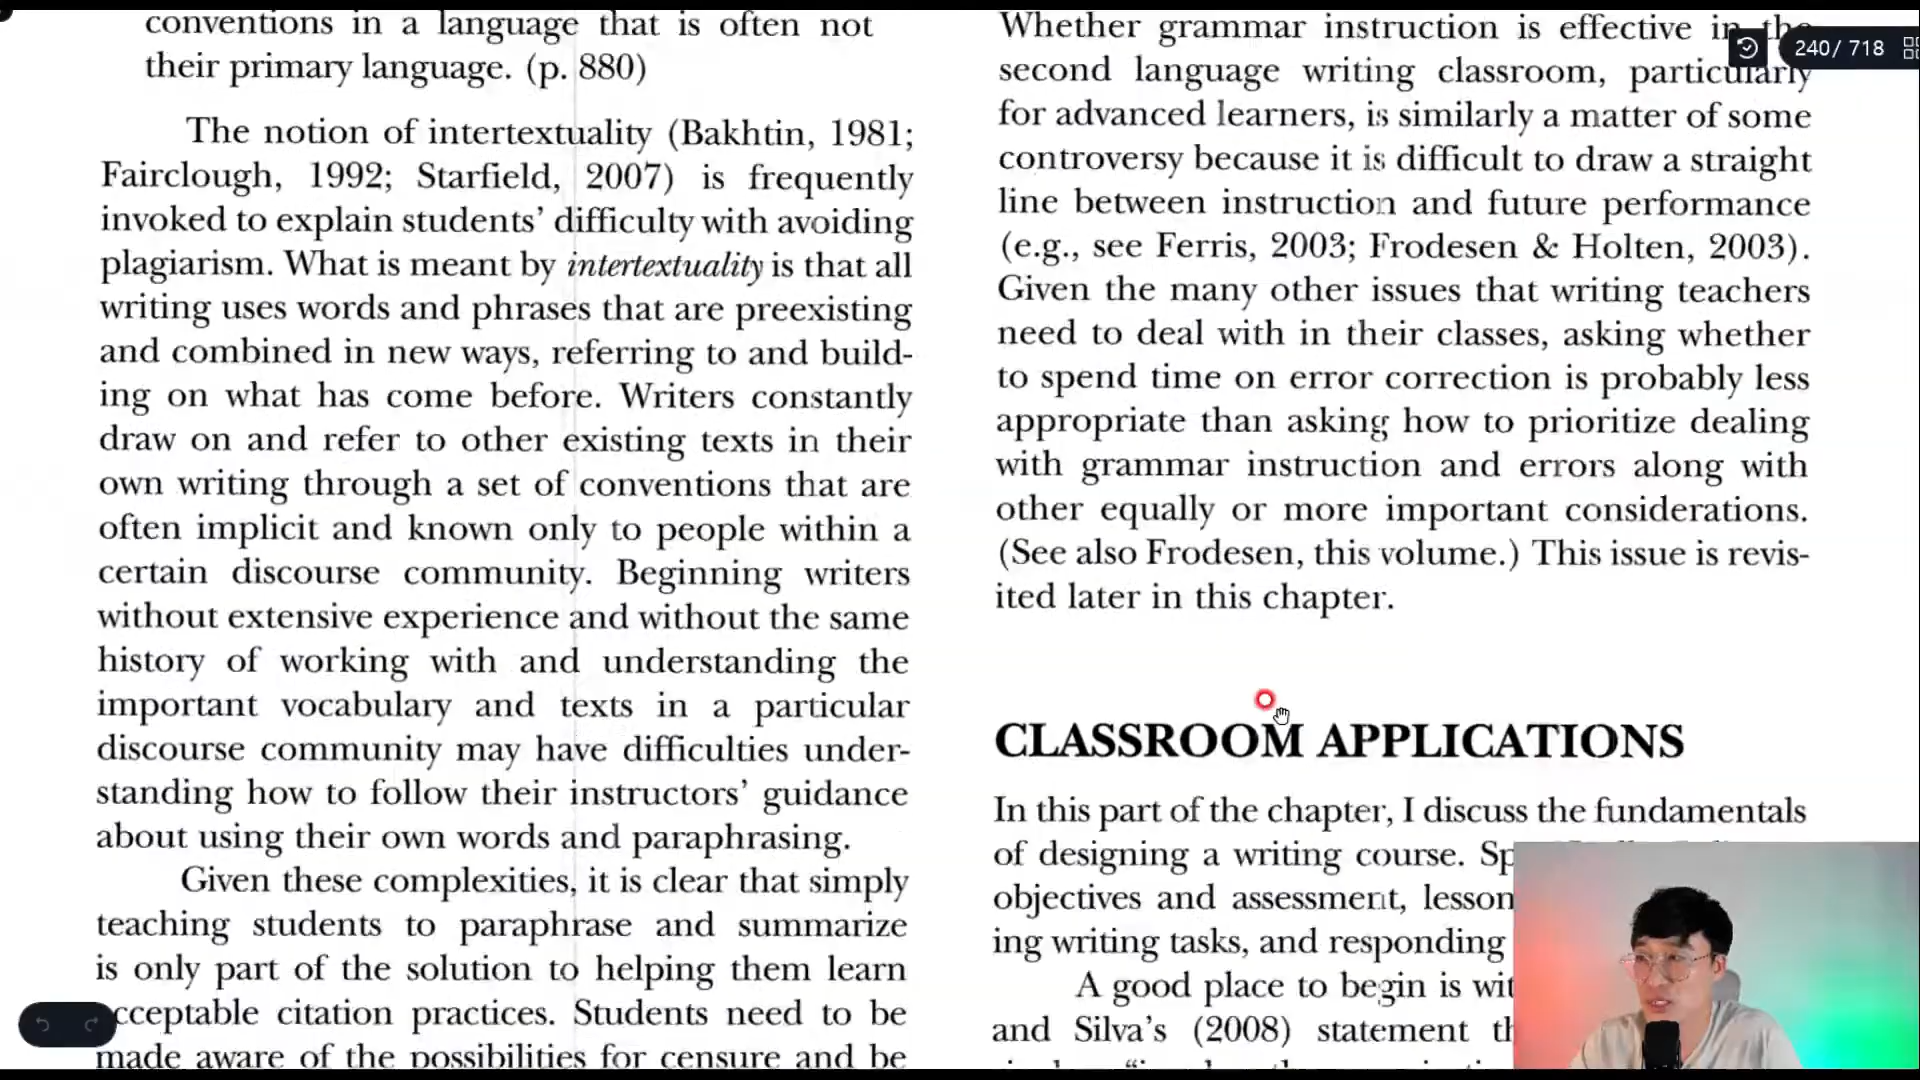 conventions in a language that is often not
their primary language. (p. 880)
The notion of intertextuality (Bakhtin, 1981;
Fairclough, 1992; Starfield, 2007) is frequently
invoked to explain students’ difficulty with avoiding
plagiarism. What is meant by intertextuality is that all
writing uses words and phrases that are preexisting
and combined in new ways, referring to and build-
ing on what has come before. Writers constantly
draw on and refer to other existing texts in their
own writing through a set of conventions that are
often implicit and known only to people within a
certain discourse community. Beginning writers
without extensive experience and without the same
history of working with and understanding the
important vocabulary and texts in a particular
discourse community may have difficulties under-
standing how to follow their instructors’ guidance
about using their own words and paraphrasing.
Given these complexities, it is clear that simply
teaching students to paraphrase and summarize
is only part of the solution to helping them learn
acceptable citation practices. Students need to be
made aware of the possibilities for censure and be
Whether grammar instruction is effective in the
second language writing classroom, particularly
for advanced learners, is similarly a matter of some
controversy because it is difficult to draw a straight
line between instruction and future performance
(e.g., see Ferris, 2003; Frodesen & Holten, 2003).
Given the many other issues that writing teachers
need to deal with in their classes, asking whether
to spend time on error correction is probably less
appropriate than asking how to prioritize dealing
with grammar instruction and errors along with
other equally or more important considerations.
(See also Frodesen, this volume.) This issue is revis-
ited later in this chapter.
CLASSROOM APPLICATIONS
In this part of the chapter, I discuss the fundamentals
of designing a writing course.
objectives and assessment, lesson
ing writing tasks, and responding
A good place to begin is
and Silva’s (2008) statement
240/ 718